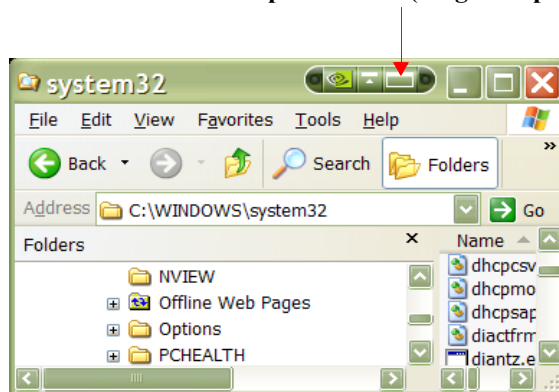 system32
File Edit View Favorites Tools Help
Back Search Folders »
Address C:\WINDOWS\system32 Go
Folders × Name
NVIEW
Offline Web Pages
Options
PCHEALTH
dhcpcsv
dhcpmo
dhcpsap
diactfrm
diantz.e